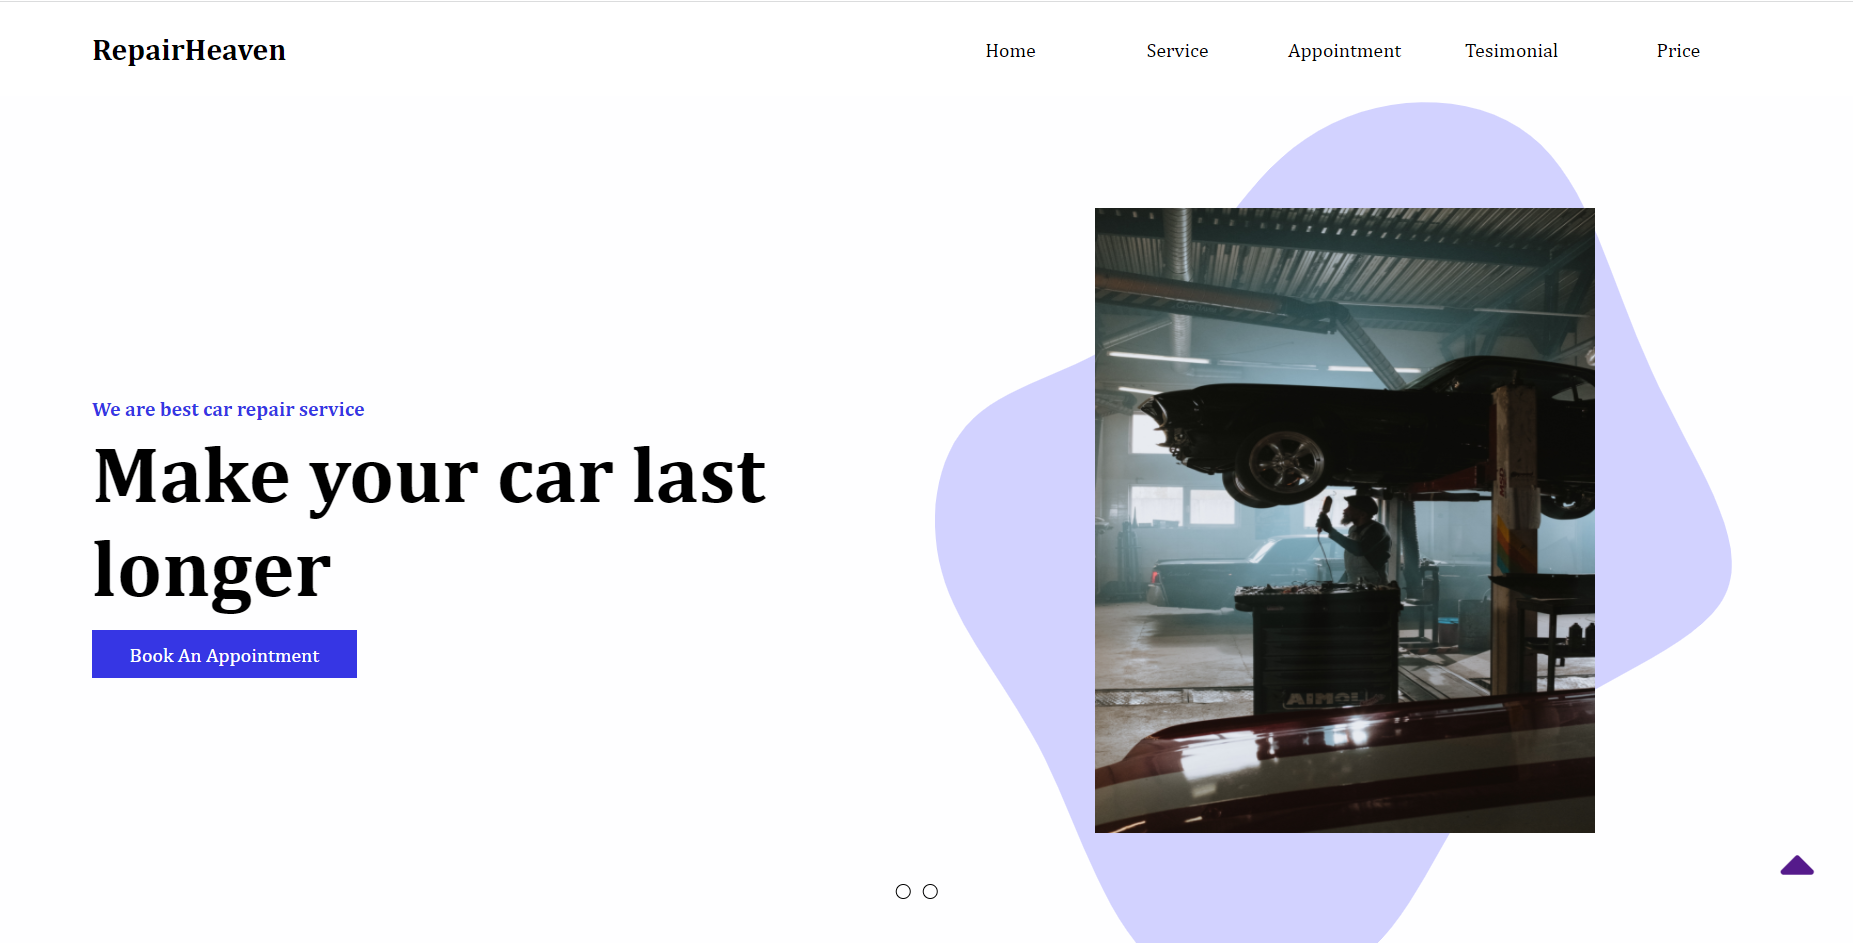 RepairHeaven
Home Service Appointment Tesimonial Price
We are best car repair service
Make your car last
longer
Book An Appointment
MSD